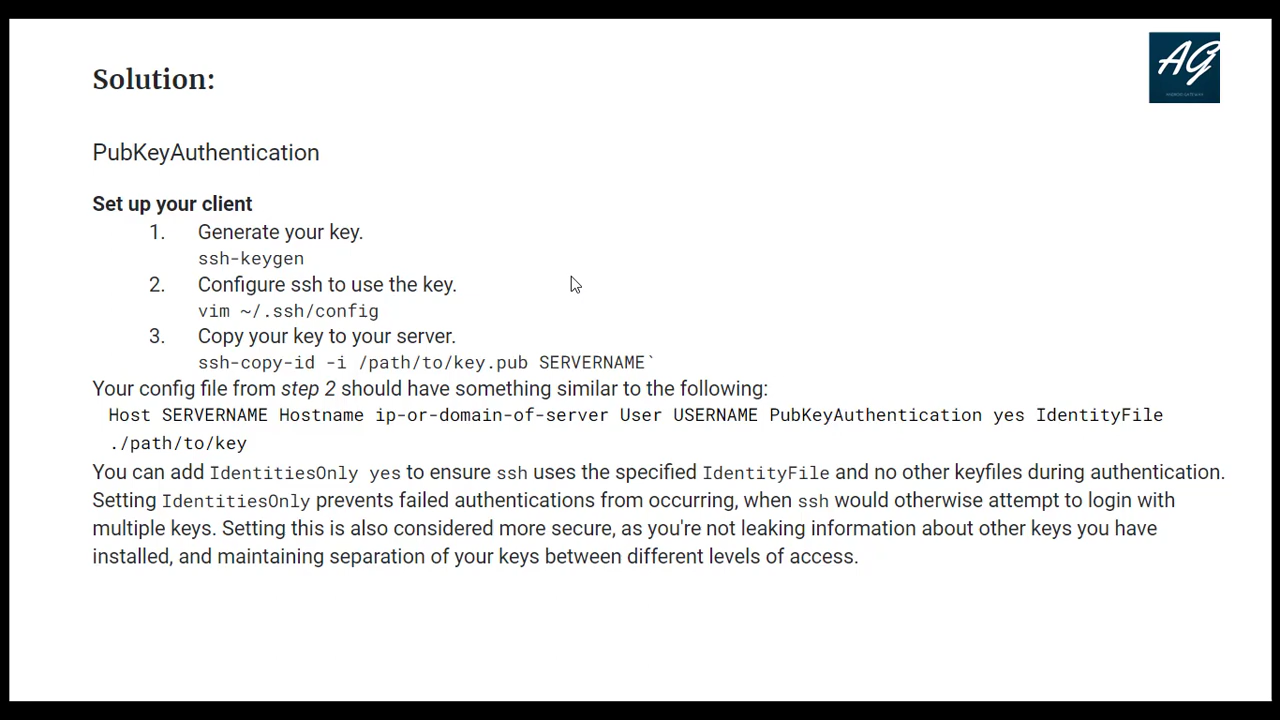 Solution:
AG
PubKeyAuthentication
Set up your client
1. Generate your key.
ssh-keygen
2. Configure ssh to use the key.
vim ~/.ssh/config
3. Copy your key to your server.
ssh-copy-id -i /path/to/key.pub SERVERNAME`
Your config file from step 2 should have something similar to the following:
Host SERVERNAME Hostname ip-or-domain-of-server User USERNAME PubKeyAuthentication yes IdentityFile
./path/to/key
You can add IdentitiesOnly yes to ensure ssh uses the specified IdentityFile and no other keyfiles during authentication.
Setting IdentitiesOnly prevents failed authentications from occurring, when ssh would otherwise attempt to login with
multiple keys. Setting this is also considered more secure, as you're not leaking information about other keys you have
installed, and maintaining separation of your keys between different levels of access.